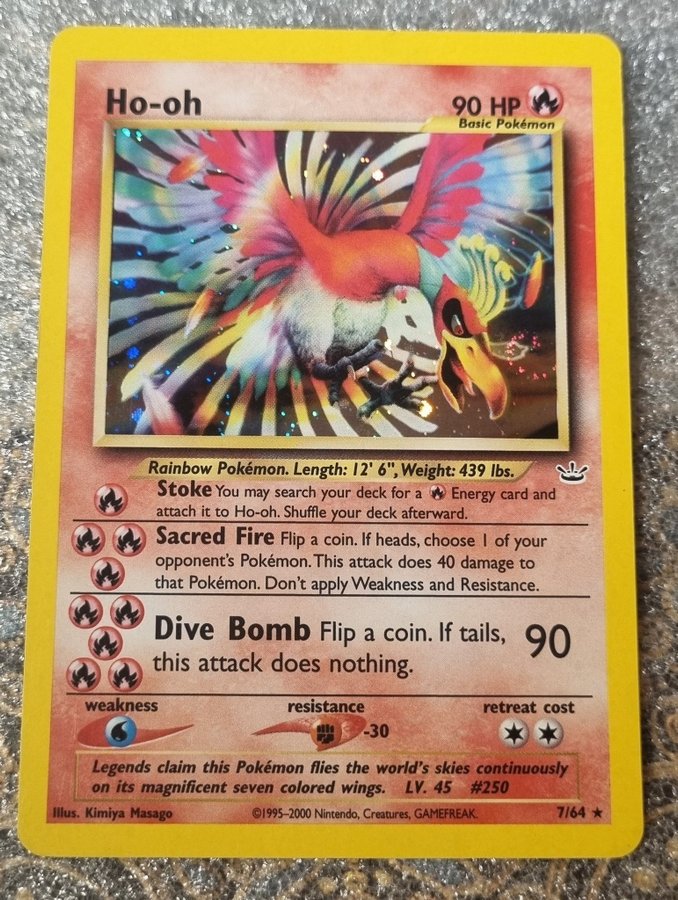 Ho-oh 90 HP
Basic Pokémon
Rainbow Pokémon. Length: 12' 6", Weight: 439 lbs.
Stoke You may search your deck for a Energy card and
attach it to Ho-oh. Shuffle your deck afterward.
Sacred Fire Flip a coin. If heads, choose 1 of your
opponent's Pokémon. This attack does 40 damage to
that Pokémon. Don't apply Weakness and Resistance.
Dive Bomb Flip a coin. If tails, 90
this attack does nothing.
weakness resistance retreat cost
-30
Legends claim this Pokémon flies the world's skies continuously
on its magnificent seven colored wings. LV. 45 #250
Illus. Kimiya Masago ©1995–2000 Nintendo, Creatures, GAMEFREAK. 7/64 ★